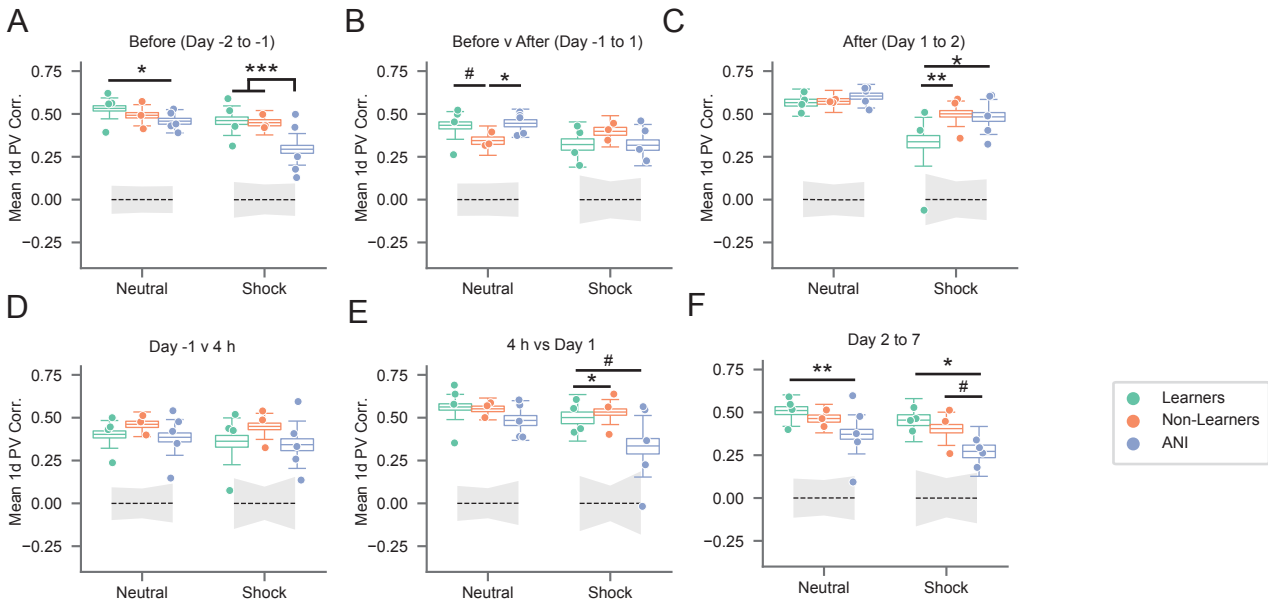 A
Before (Day -2 to -1)
Mean 1d PV Corr.
0.75
0.50
0.25
0.00
−0.25
*
***
Neutral
Shock
B
Before v After (Day -1 to 1)
Mean 1d PV Corr.
0.75
0.50
0.25
0.00
−0.25
#
*
Neutral
Shock
C
After (Day 1 to 2)
Mean 1d PV Corr.
0.75
0.50
0.25
0.00
−0.25
*
**
Neutral
Shock
D
Day -1 v 4 h
Mean 1d PV Corr.
0.75
0.50
0.25
0.00
−0.25
Neutral
Shock
E
4 h vs Day 1
Mean 1d PV Corr.
0.75
0.50
0.25
0.00
−0.25
#
*
Neutral
Shock
F
Day 2 to 7
Mean 1d PV Corr.
0.75
0.50
0.25
0.00
−0.25
**
*
#
Neutral
Shock
Learners
Non-Learners
ANI